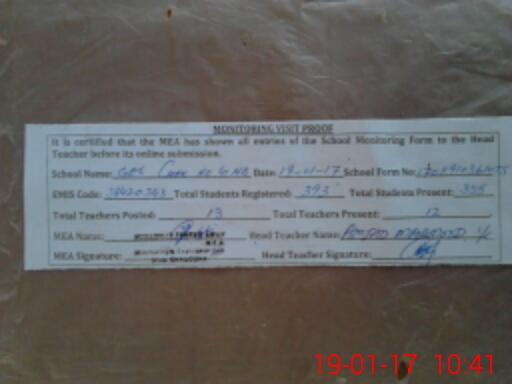 MONITORING VISIT PROOF
It is certified that the MEA has shown all entries of the School Monitoring Form to the Head
Teacher before its online submission.
School Name: Date: 19-01-17 School Form No:
EMIS Code: Total Students Registered: 393 Total Students Present:
Total Teachers Posted: 13 Total Teachers Present: 12
MEA Name: Head Teacher Name:
MEA Signature: Head Teacher Signature:
19-01-17 10:41